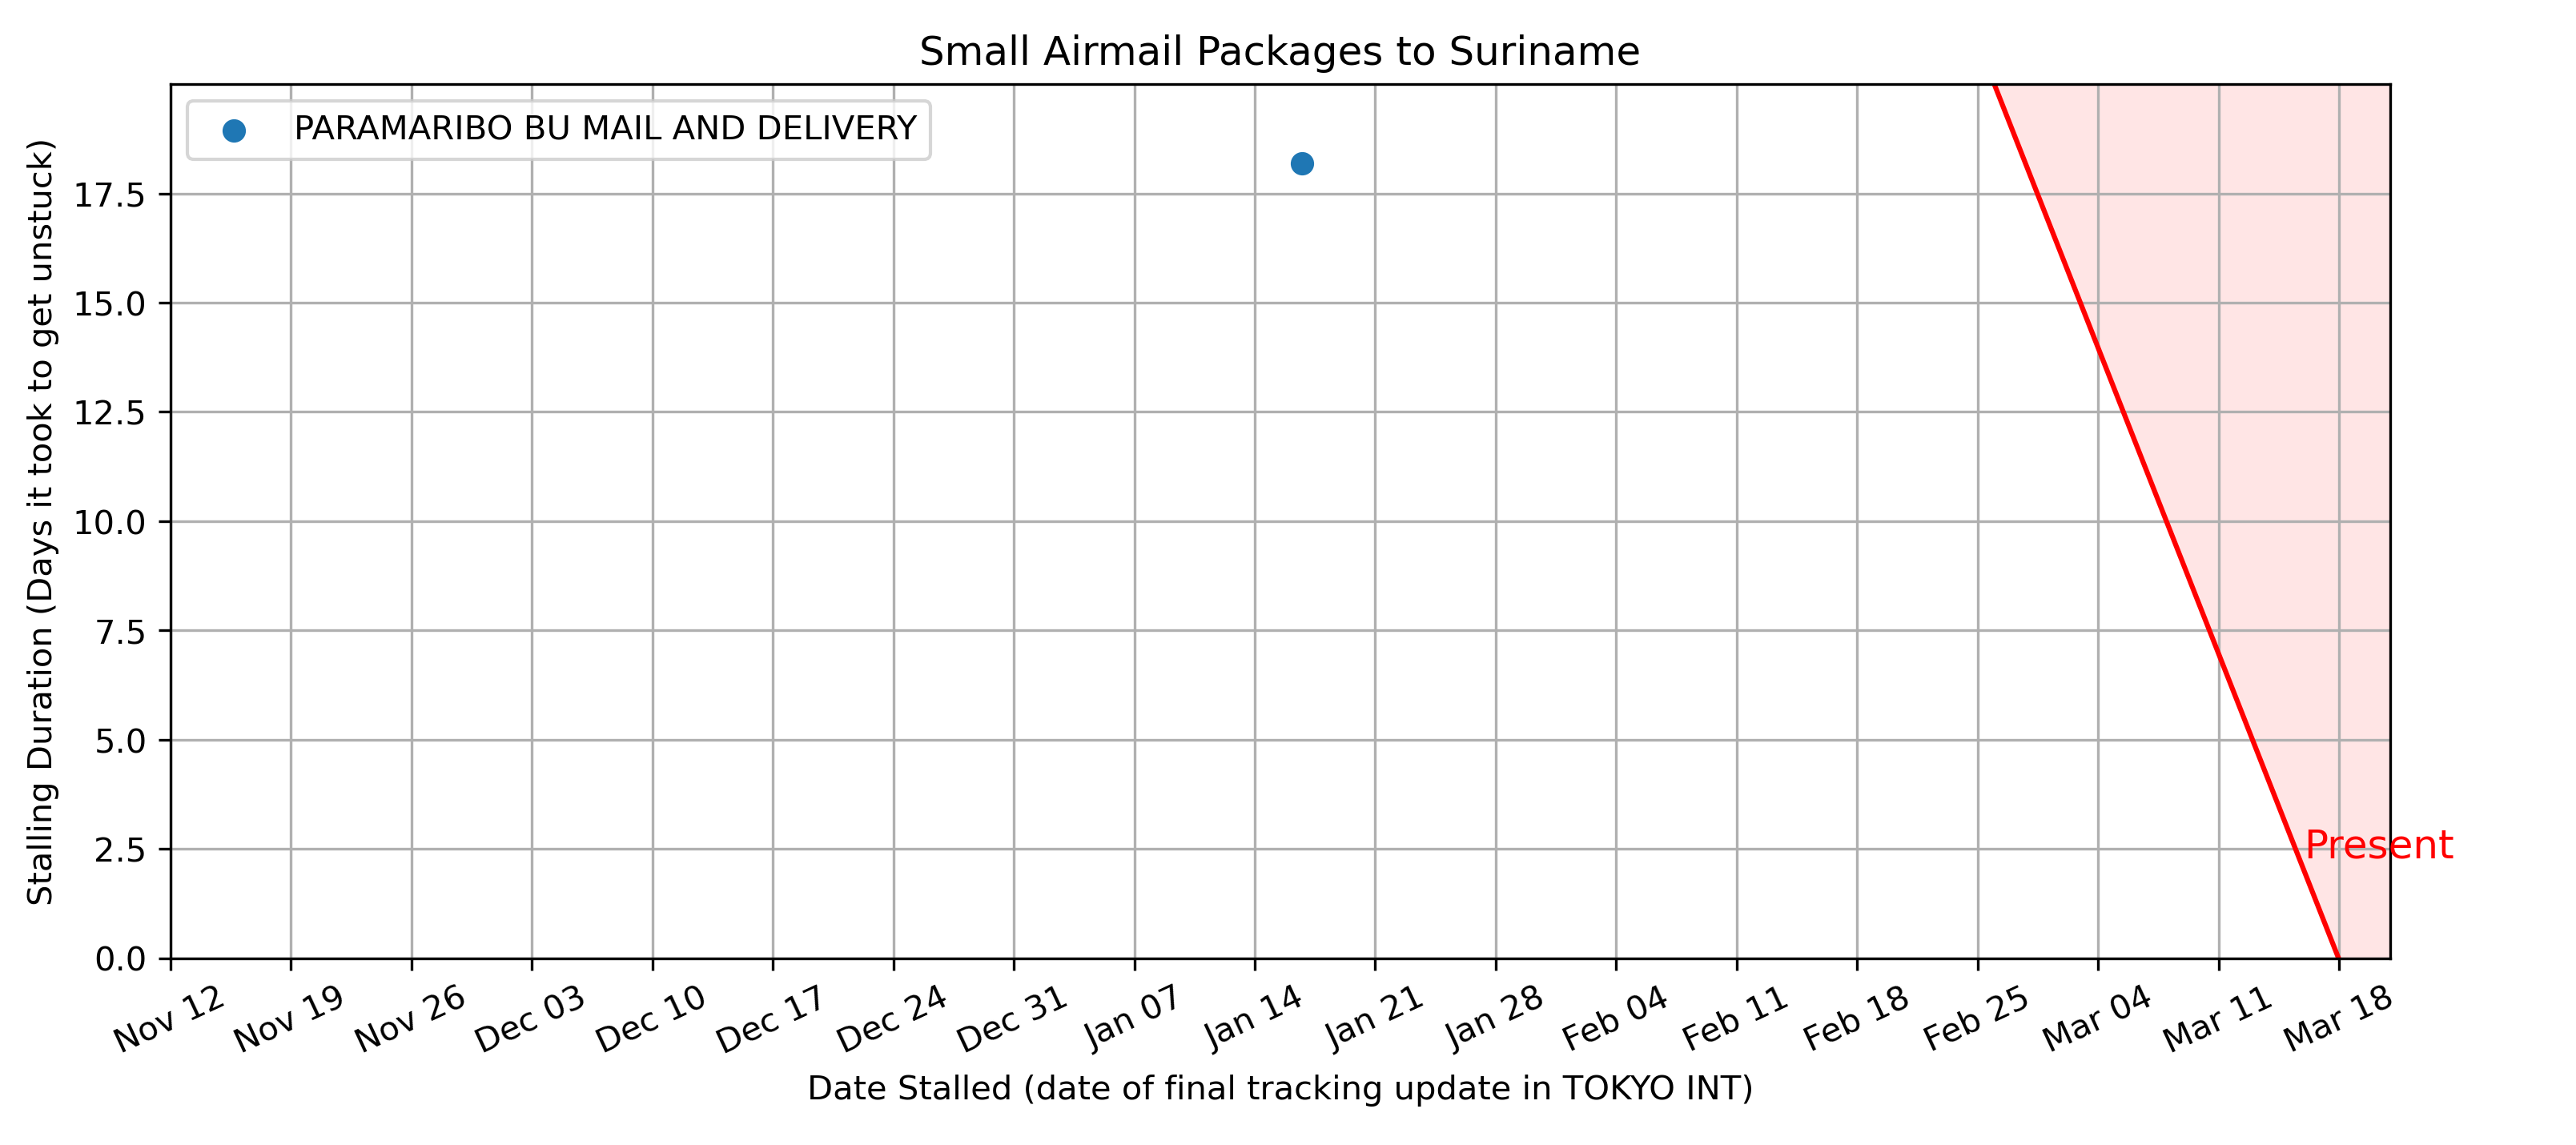 Small Airmail Packages to Suriname
PARAMARIBO BU MAIL AND DELIVERY
Stalling Duration (Days it took to get unstuck)
17.5
15.0
12.5
10.0
7.5
5.0
2.5
0.0
Present
Nov 12 Nov 19 Nov 26 Dec 03 Dec 10 Dec 17 Dec 24 Dec 31 Jan 07 Jan 14 Jan 21 Jan 28 Feb 04 Feb 11 Feb 18 Feb 25 Mar 04 Mar 11 Mar 18
Date Stalled (date of final tracking update in TOKYO INT)